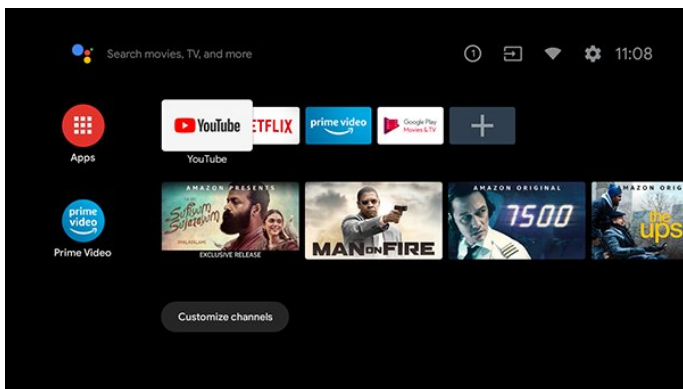 Search movies, TV, and more
1
11:08
Apps
YouTube
ETFLIX
prime video
Google Play
Movies & TV
YouTube
prime
video
Prime Video
AMAZON PRESENTS
Sufiyum
Sujatayum
EXCLUSIVE RELEASE
MAN ON FIRE
AMAZON ORIGINAL
7500
AMAZON ORIG
the
ups
Customize channels